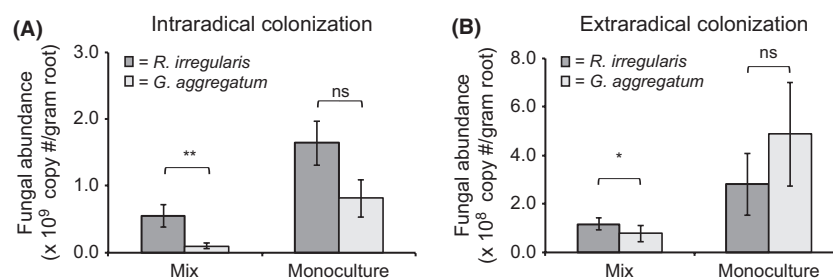 (A)
Intraradical colonization
Fungal abundance
(x 10⁹ copy #/gram root)
3.0
2.0
1.0
0.0
= R. irregularis
= G. aggregatum
**
ns
Mix
Monoculture
(B)
Extraradical colonization
Fungal abundance
(x 10⁸ copy #/gram root)
8.0
6.0
4.0
2.0
0.0
= R. irregularis
= G. aggregatum
*
ns
Mix
Monoculture